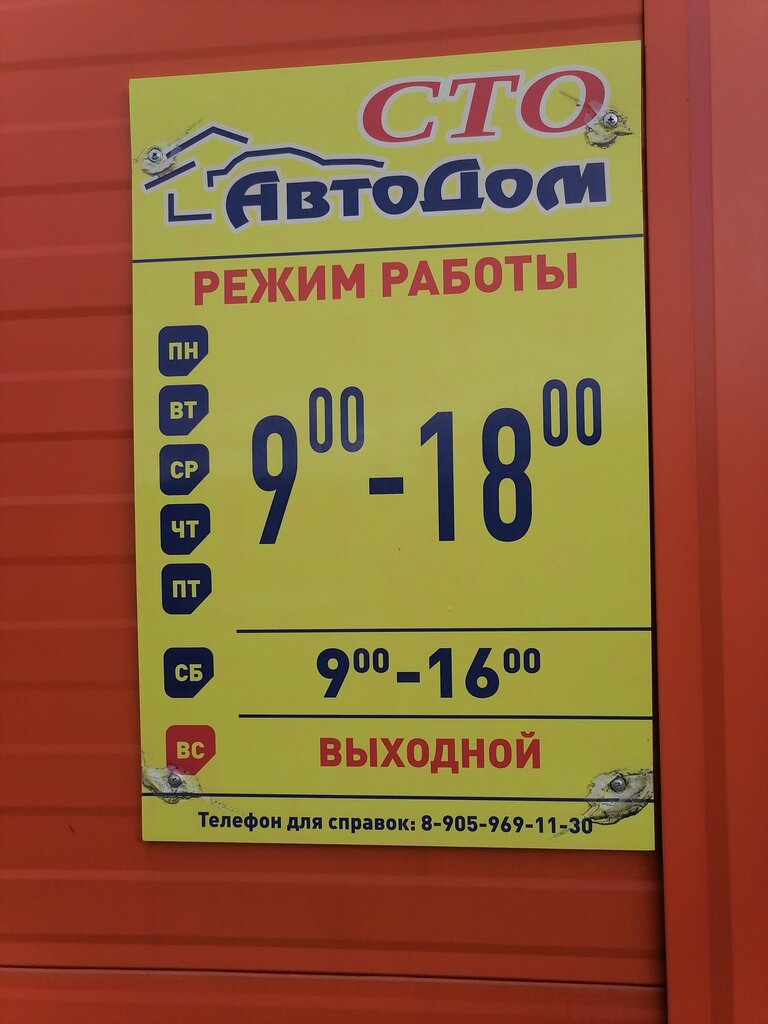 СТО
АвтоДом
РЕЖИМ РАБОТЫ
ПН
ВТ
СР
ЧТ
ПТ
9⁰⁰-18⁰⁰
СБ 9⁰⁰-16⁰⁰
ВС ВЫХОДНОЙ
Телефон для справок: 8-905-969-11-30